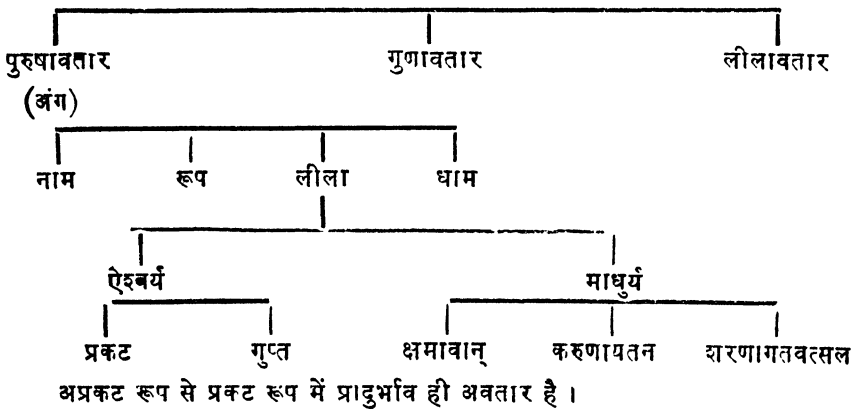 पुरुषावतार गुणावतार लीलावतार
(अंग)
नाम रूप लीला धाम
ऐश्वर्य माधुर्य
प्रकट गुप्त क्षमावान् करुणायतन शरणागतवत्सल
अप्रकट रूप से प्रकट रूप में प्रादुर्भाव ही अवतार है ।